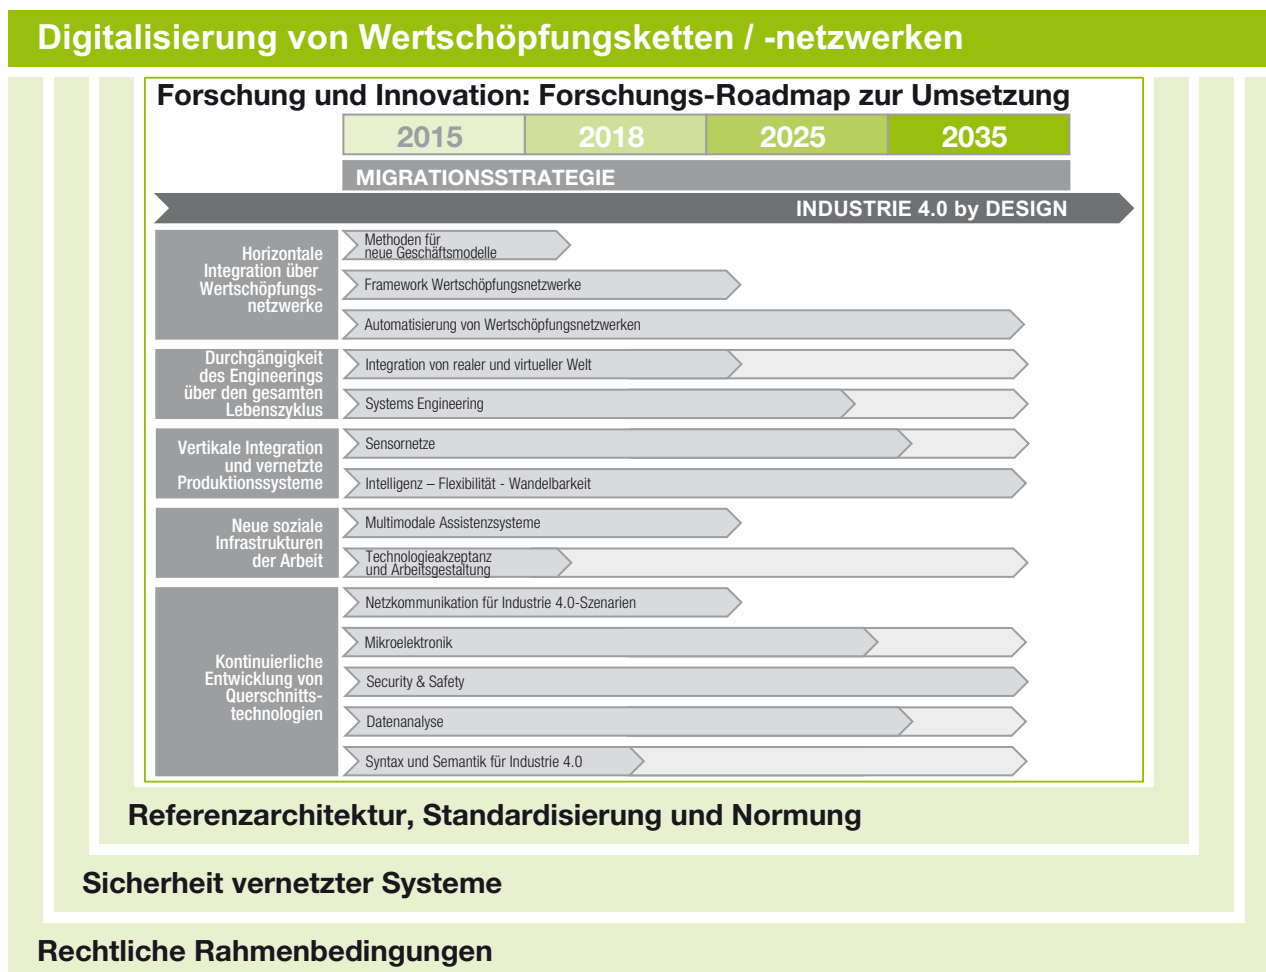 Digitalisierung von Wertschöpfungsketten / -netzwerken
Forschung und Innovation: Forschungs-Roadmap zur Umsetzung
2015 2018 2025 2035
MIGRATIONSSTRATEGIE
INDUSTRIE 4.0 by DESIGN
Horizontale
Integration über
Wertschöpfungs-
netzwerke
Methoden für
neue Geschäftsmodelle
Framework Wertschöpfungsnetzwerke
Automatisierung von Wertschöpfungsnetzwerken
Durchgängigkeit
des Engineerings
über den gesamten
Lebenszyklus
Integration von realer und virtueller Welt
Systems Engineering
Vertikale Integration
und vernetzte
Produktionssysteme
Sensornetze
Intelligenz – Flexibilität - Wandelbarkeit
Neue soziale
Infrastrukturen
der Arbeit
Multimodale Assistenzsysteme
Technologieakzeptanz
und Arbeitsgestaltung
Kontinuierliche
Entwicklung von
Querschnitts-
technologien
Netzkommunikation für Industrie 4.0-Szenarien
Mikroelektronik
Security & Safety
Datenanalyse
Syntax und Semantik für Industrie 4.0
Referenzarchitektur, Standardisierung und Normung
Sicherheit vernetzter Systeme
Rechtliche Rahmenbedingungen